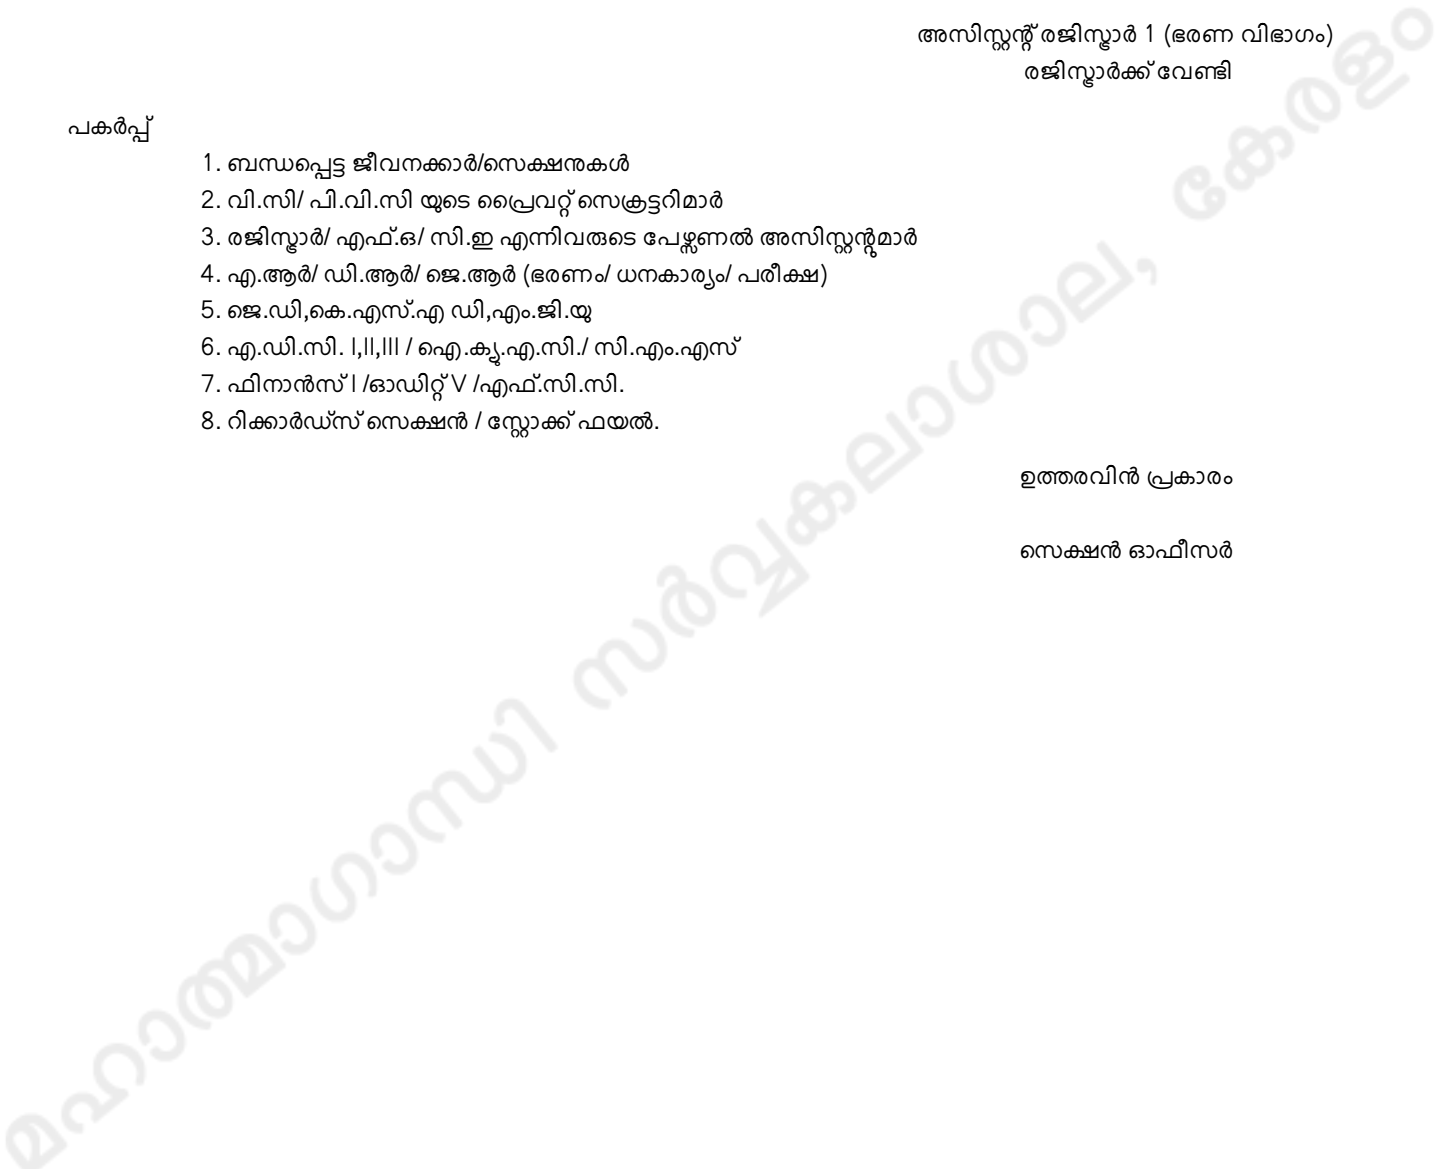 അസിസ്റ്റന്റ് രജിസ്ട്രാർ 1 (ഭരണ വിഭാഗം)
രജിസ്ട്രാർക്ക് വേണ്ടി
പകർപ്പ്
1. ബന്ധപ്പെട്ട ജീവനക്കാർ/സെക്ഷനുകൾ
2. വി.സി/ പി.വി.സി യുടെ പ്രൈവറ്റ് സെക്രട്ടറിമാർ
3. രജിസ്ട്രാർ/ എഫ്.ഒ/ സി.ഇ എന്നിവരുടെ പേഴ്സണൽ അസിസ്റ്റന്റുമാർ
4. എ.ആർ/ ഡി.ആർ/ ജെ.ആർ (ഭരണം/ ധനകാര്യം/ പരീക്ഷ)
5. ജെ.ഡി,കെ.എസ്.എ ഡി,എം.ജി.യു
6. എ.ഡി.സി. I,II,III / ഐ.ക്യു.എ.സി./ സി.എം.എസ്
7. ഫിനാൻസ് I /ഓഡിറ്റ് V /എഫ്.സി.സി.
8. റിക്കാർഡ്സ് സെക്ഷൻ / സ്റ്റോക്ക് ഫയൽ.
ഉത്തരവിൻ പ്രകാരം
സെക്ഷൻ ഓഫീസർ
മഹാത്മാഗാന്ധി സർവ്വകലാശാല, കേരളം